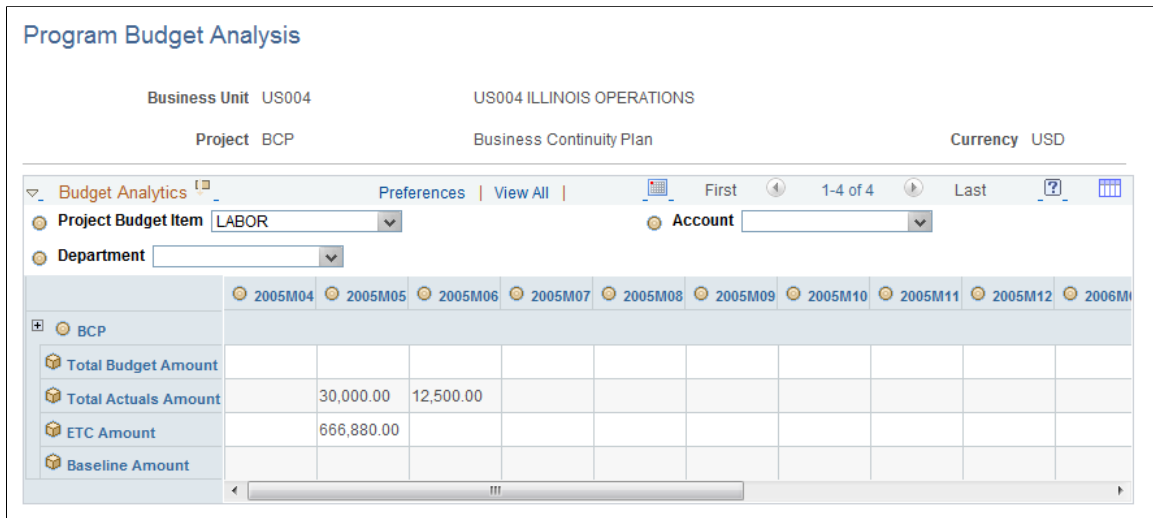 Program Budget Analysis
Business Unit US004 US004 ILLINOIS OPERATIONS
Project BCP Business Continuity Plan Currency USD
Budget Analytics Preferences | View All | First 1-4 of 4 Last ?
Project Budget Item LABOR Account
Department
2005M04 2005M05 2005M06 2005M07 2005M08 2005M09 2005M10 2005M11 2005M12
BCP
Total Budget Amount
Total Actuals Amount 30,000.00 12,500.00
ETC Amount 666,880.00
Baseline Amount